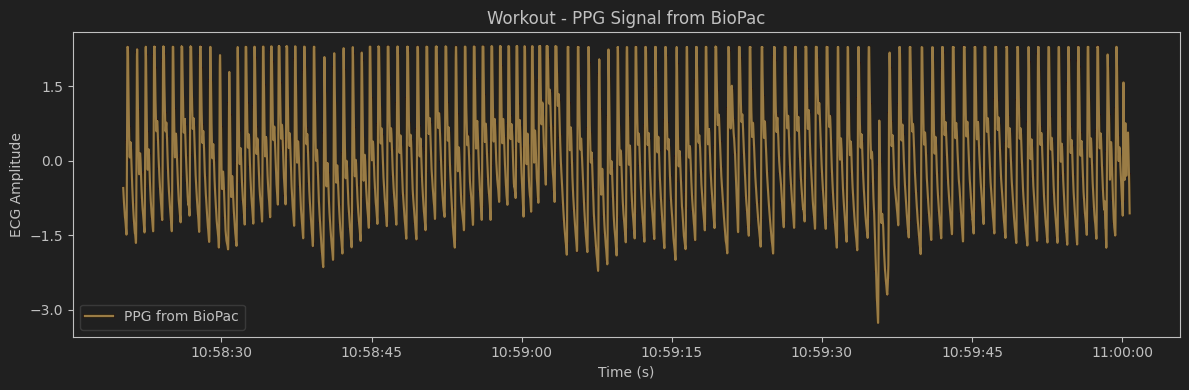 Workout - PPG Signal from BioPac
ECG Amplitude
1.5
0.0
−1.5
−3.0
PPG from BioPac
10:58:30
10:58:45
10:59:00
10:59:15
10:59:30
10:59:45
11:00:00
Time (s)